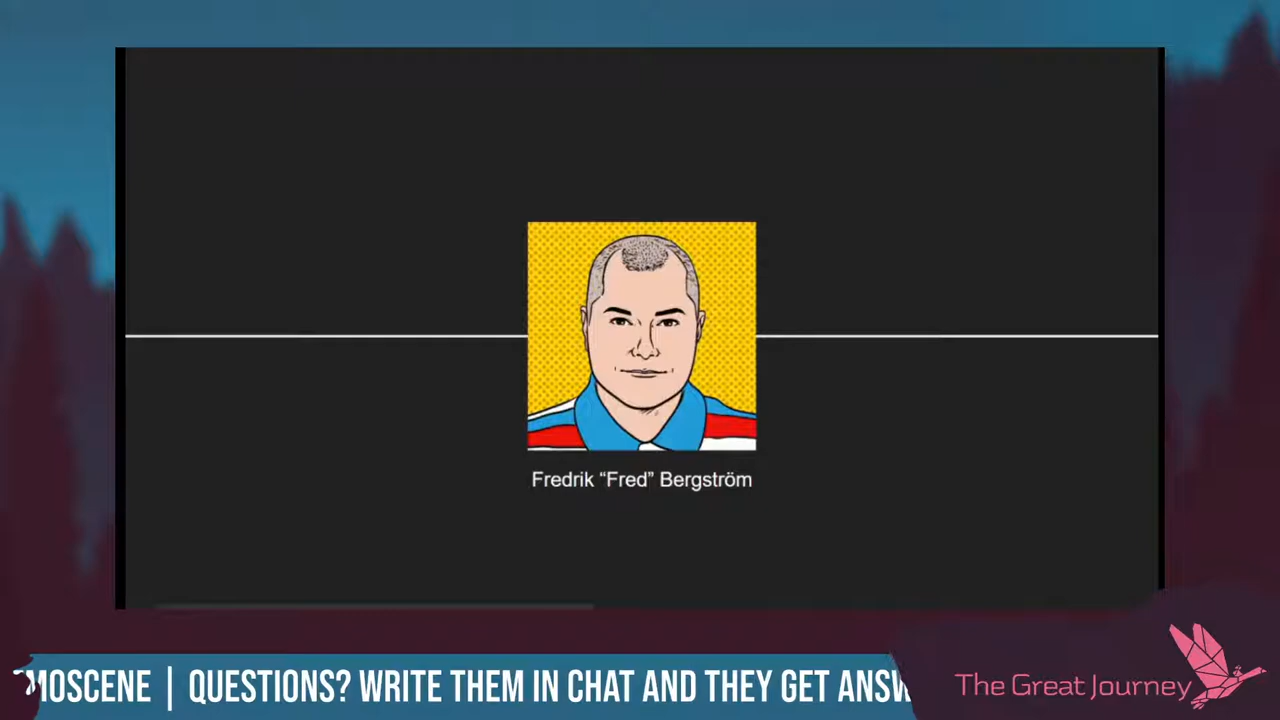 Fredrik “Fred” Bergström
MOSCENE | QUESTIONS? WRITE THEM IN CHAT AND THEY GET ANSW
The Great Journey